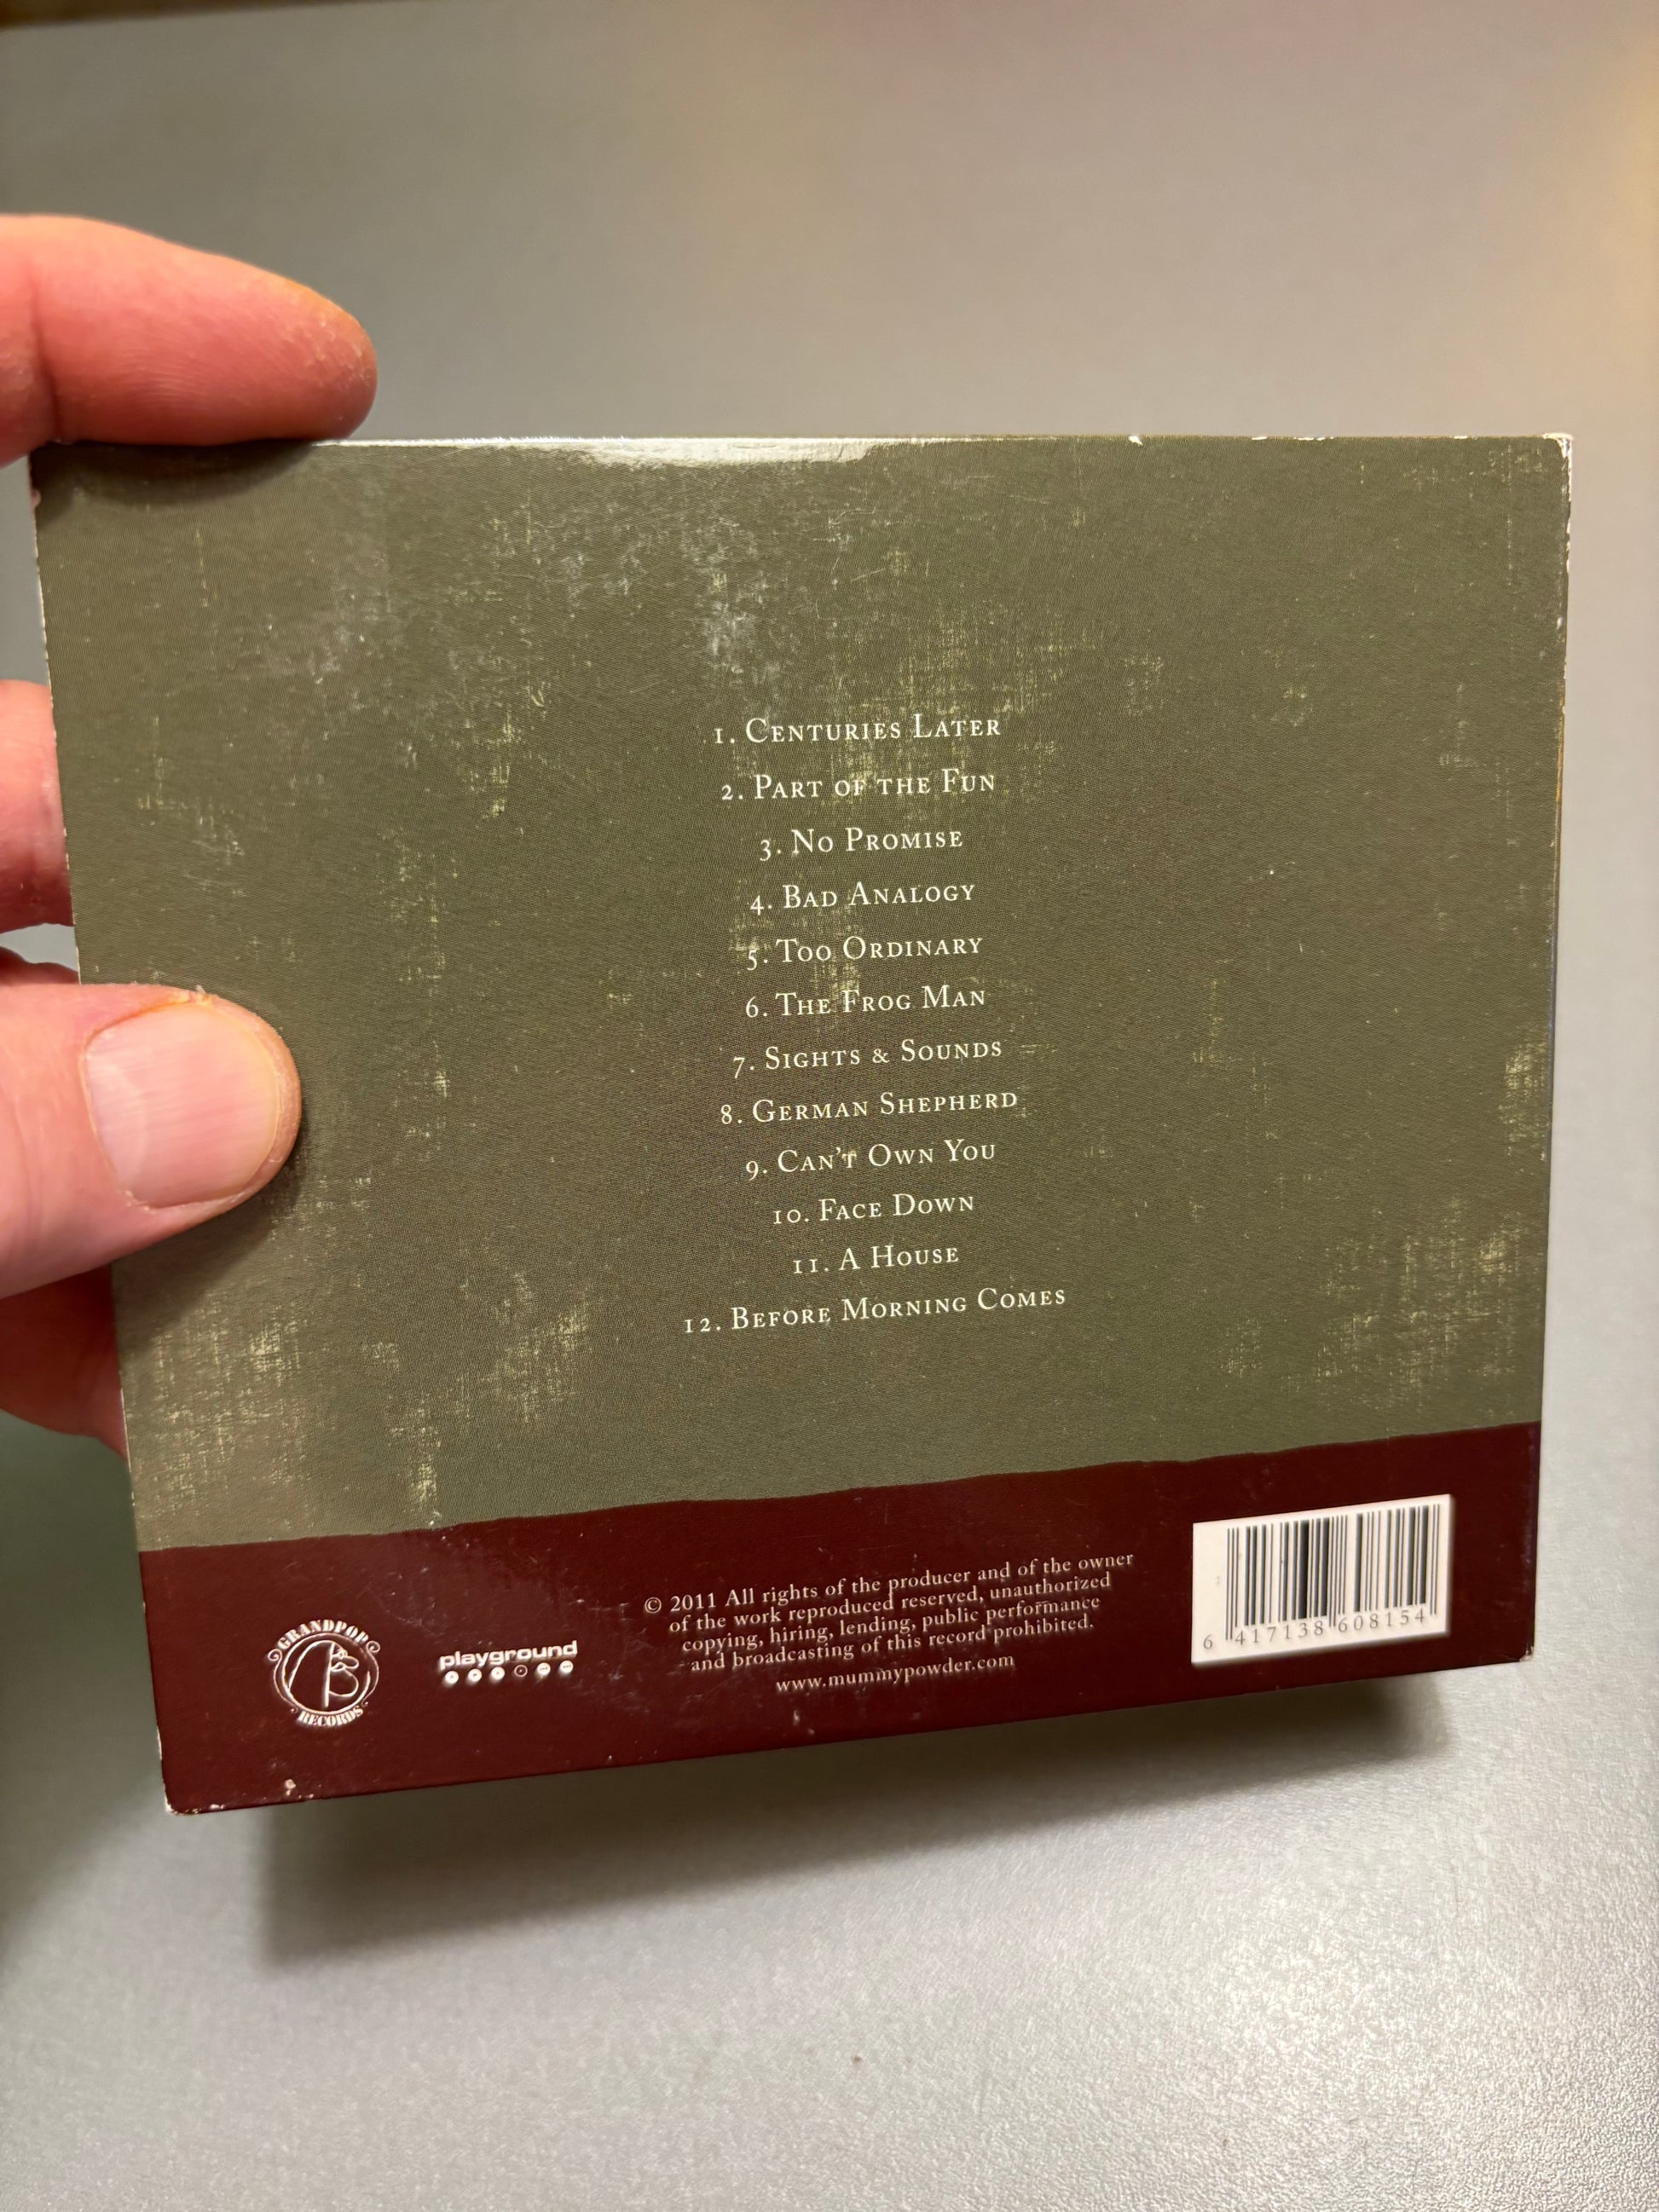 1. Centuries Later
2. Part of the Fun
3. No Promise
4. Bad Analogy
5. Too Ordinary
6. The Frog Man
7. Sights & Sounds
8. German Shepherd
9. Can't Own You
10. Face Down
11. A House
12. Before Morning Comes
GRANDPOP
RECORDS
playground
© 2011 All rights of the producer and of the owner
of the work reproduced reserved, unauthorized
copying, hiring, lending, public performance
and broadcasting of this record prohibited.
www.mummypowder.com
6 417138 608154